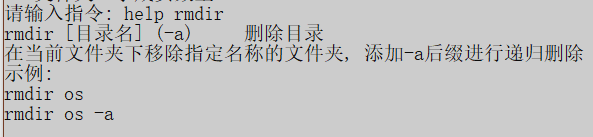 请输入指令: help rmdir
rmdir [目录名] (-a)     删除目录
在当前文件夹下移除指定名称的文件夹, 添加-a后缀进行递归删除
示例:
rmdir os
rmdir os -a